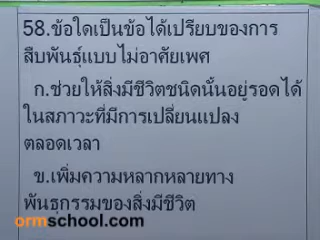 58.ข้อใดเป็นข้อได้เปรียบของการ
สืบพันธุ์แบบไม่อาศัยเพศ
ก.ช่วยให้สิ่งมีชีวิตชนิดนั้นอยู่รอดได้
ในสภาวะที่มีการเปลี่ยนแปลง
ตลอดเวลา
ข.เพิ่มความหลากหลายทาง
พันธุกรรมของสิ่งมีชีวิต
ormschool.com